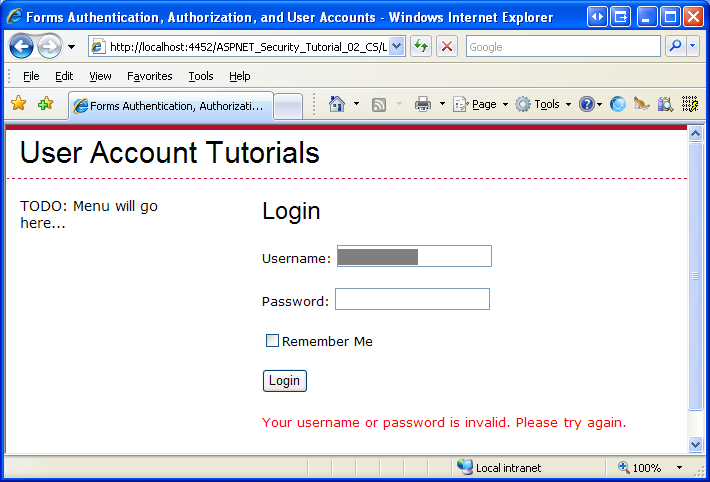 Forms Authentication, Authorization, and User Accounts - Windows Internet Explorer
http://localhost:4452/ASPNET_Security_Tutorial_02_CS/L
Google
File Edit View Favorites Tools Help
Forms Authentication, Authorizati...
Page Tools
User Account Tutorials
TODO: Menu will go
here...
Login
Username:
Password:
Remember Me
Login
Your username or password is invalid. Please try again.
Local intranet 100%